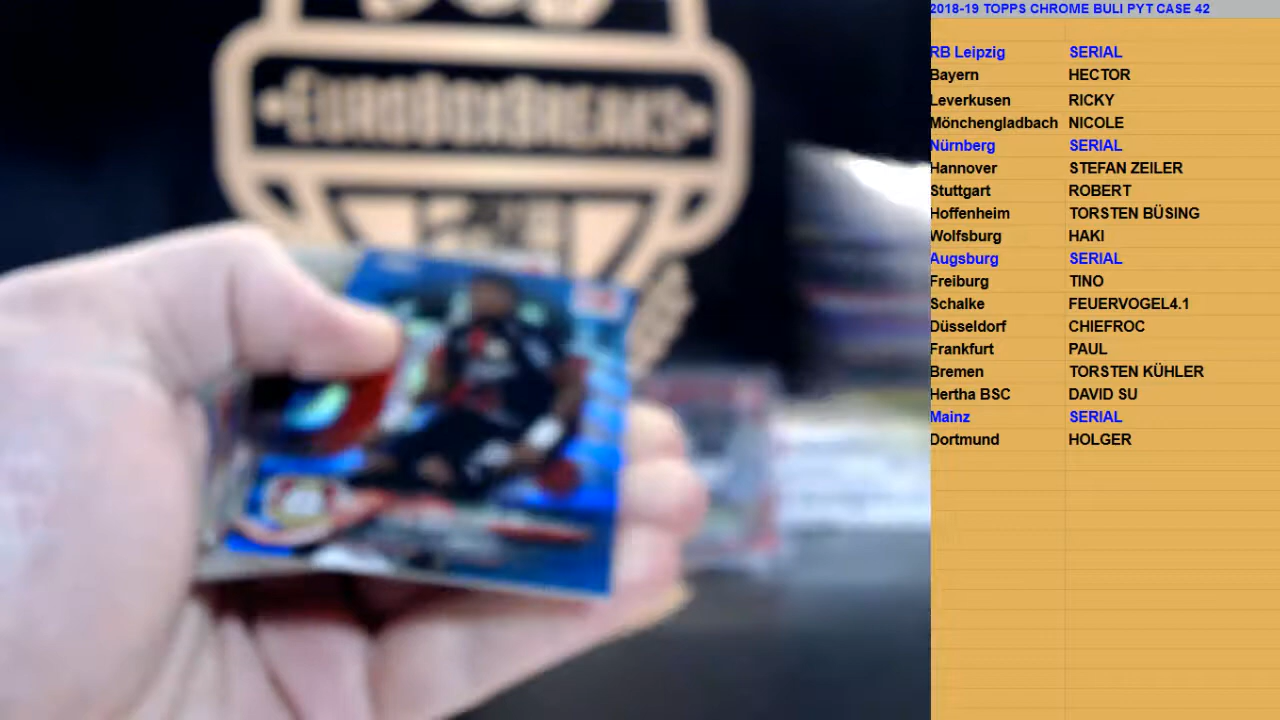 EUROBOXBREAKS
2018-19 TOPPS CHROME BULI PYT CASE 42
RB Leipzig SERIAL
Bayern HECTOR
Leverkusen RICKY
Mönchengladbach NICOLE
Nürnberg SERIAL
Hannover STEFAN ZEILER
Stuttgart ROBERT
Hoffenheim TORSTEN BÜSING
Wolfsburg HAKI
Augsburg SERIAL
Freiburg TINO
Schalke FEUERVOGEL4.1
Düsseldorf CHIEFROC
Frankfurt PAUL
Bremen TORSTEN KÜHLER
Hertha BSC DAVID SU
Mainz SERIAL
Dortmund HOLGER